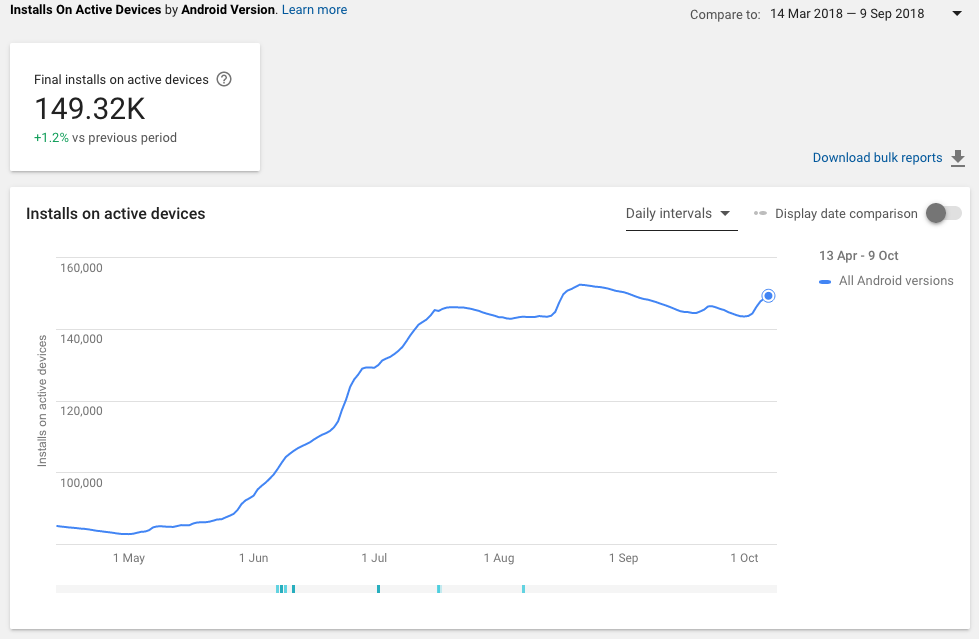 Installs On Active Devices by Android Version. Learn more
Compare to: 14 Mar 2018 — 9 Sep 2018
Final installs on active devices ?
149.32K
+1.2% vs previous period
Download bulk reports
Installs on active devices
Daily intervals
Display date comparison
13 Apr - 9 Oct
All Android versions
160,000
140,000
120,000
100,000
Installs on active devices
1 May 1 Jun 1 Jul 1 Aug 1 Sep 1 Oct